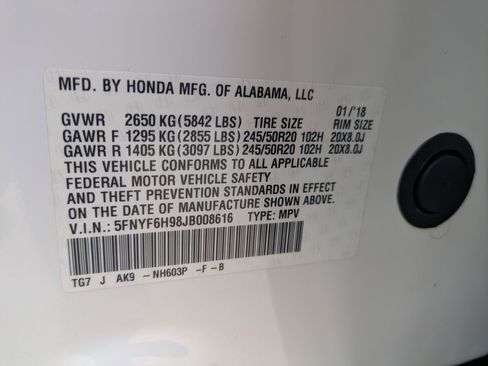 MFD. BY HONDA MFG. OF ALABAMA, LLC
01/'18
GVWR 2650 KG (5842 LBS) TIRE SIZE RIM SIZE
GAWR F 1295 KG (2855 LBS) 245/50R20 102H 20X8.0J
GAWR R 1405 KG (3097 LBS) 245/50R20 102H 20X8.0J
THIS VEHICLE CONFORMS TO ALL APPLICABLE
FEDERAL MOTOR VEHICLE SAFETY
AND THEFT PREVENTION STANDARDS IN EFFECT
ON THE DATE OF MANUFACTURE SHOWN ABOVE.
V.I.N.: 5FNYF6H98JB008616 TYPE: MPV
TG7 J AK9 -NH603P -F -B